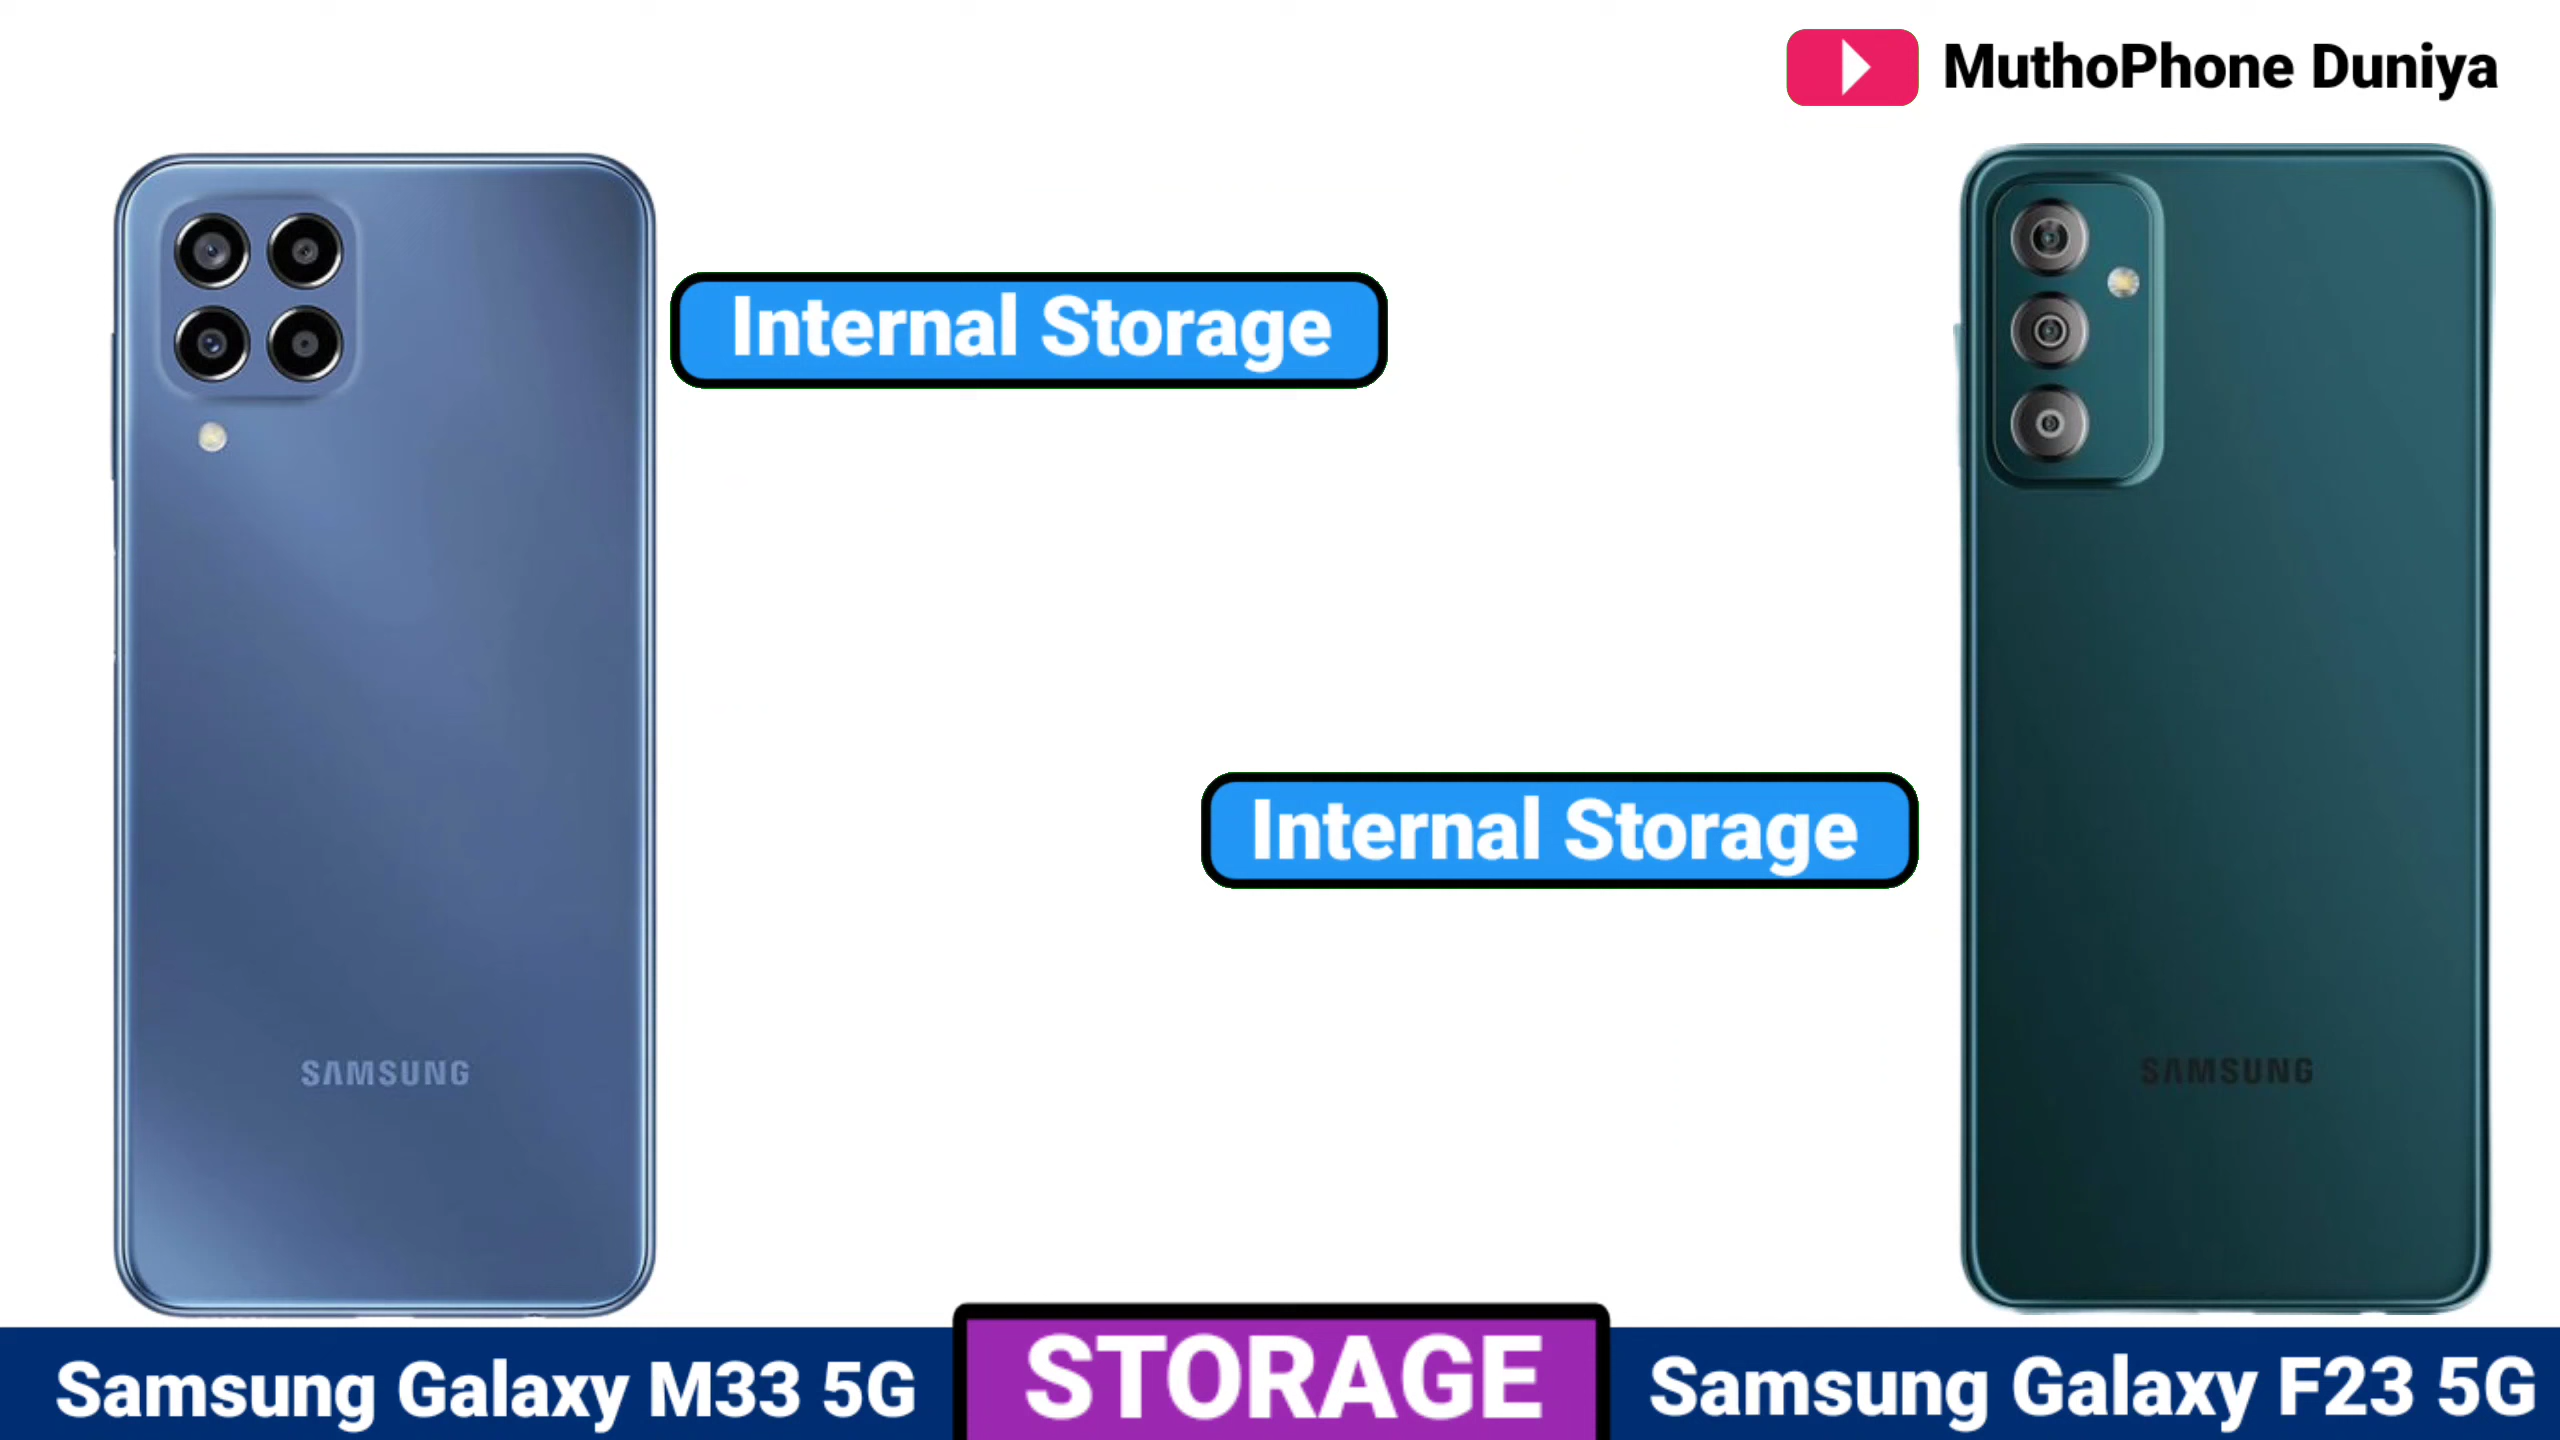 MuthoPhone Duniya
Internal Storage
Internal Storage
SAMSUNG
SAMSUNG
Samsung Galaxy M33 5G
STORAGE
Samsung Galaxy F23 5G